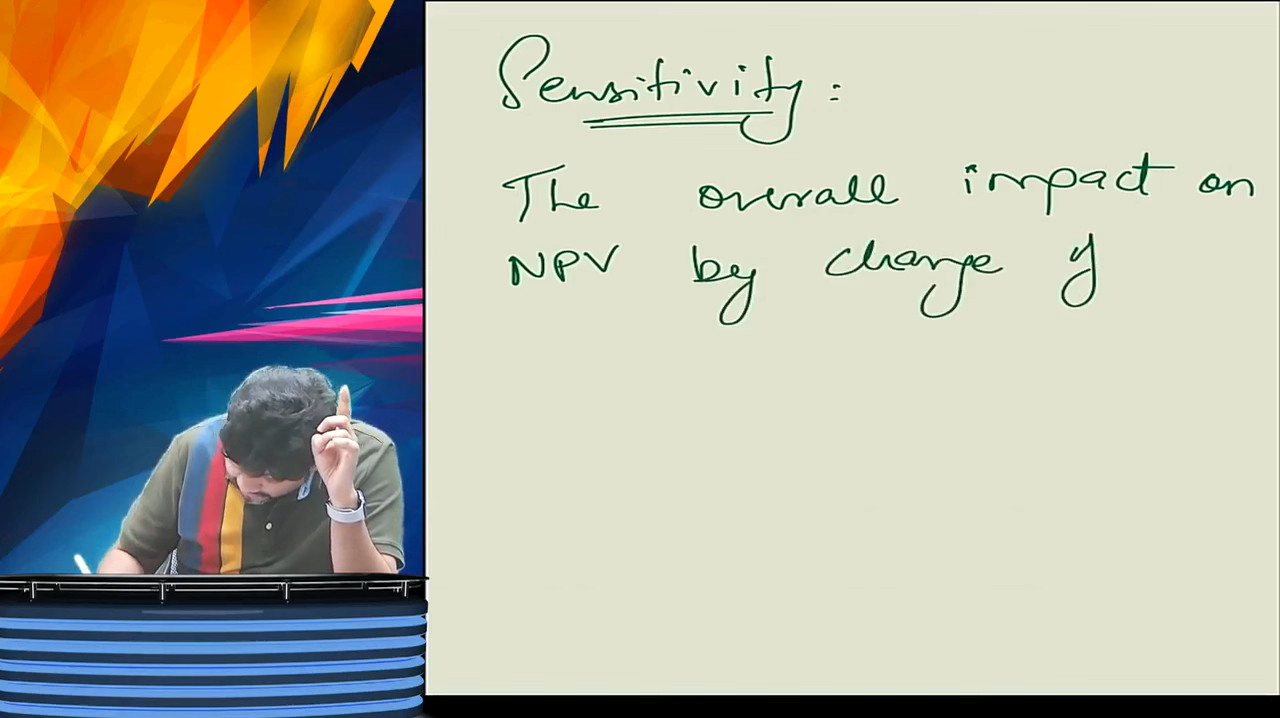 Sensitivity :
The overall impact on
NPV by change of